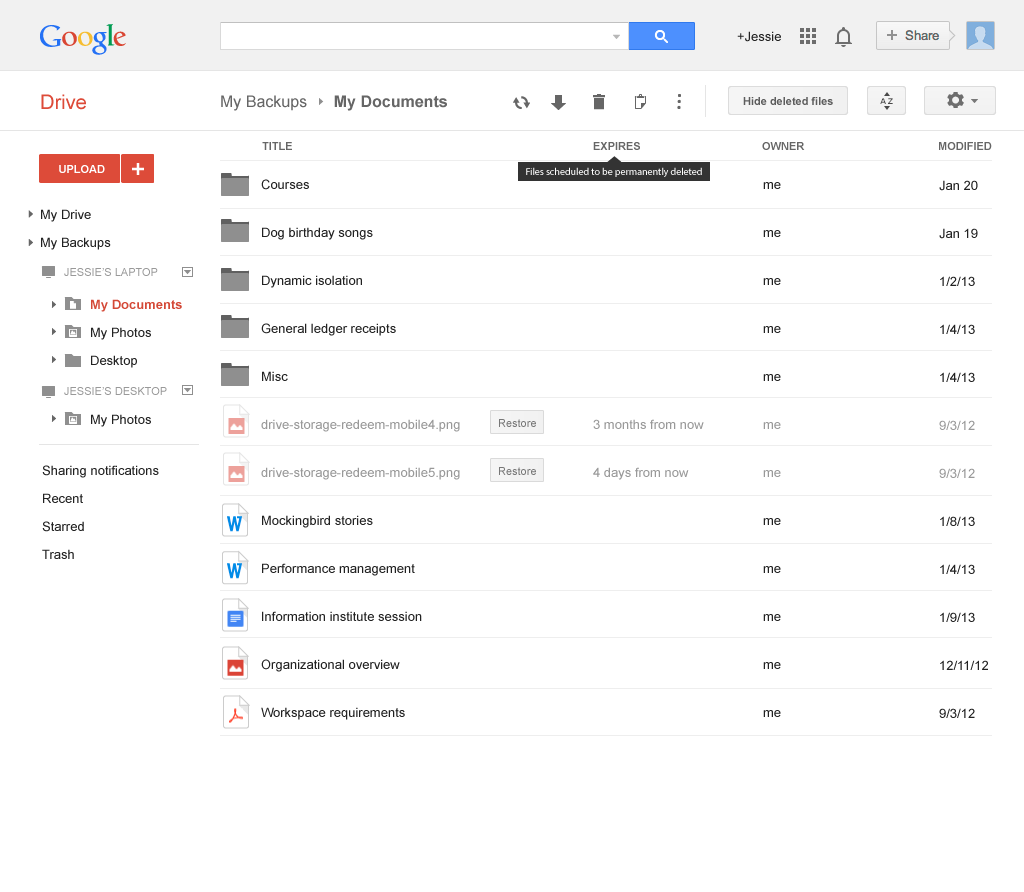 Google
+Jessie
+ Share
Drive
My Backups My Documents
Hide deleted files
A Z
TITLE EXPIRES OWNER MODIFIED
Files scheduled to be permanently deleted
UPLOAD +
My Drive
My Backups
JESSIE'S LAPTOP
My Documents
My Photos
Desktop
JESSIE'S DESKTOP
My Photos
Sharing notifications
Recent
Starred
Trash
Courses me Jan 20
Dog birthday songs me Jan 19
Dynamic isolation me 1/2/13
General ledger receipts me 1/4/13
Misc me 1/4/13
drive-storage-redeem-mobile4.png Restore 3 months from now me 9/3/12
drive-storage-redeem-mobile5.png Restore 4 days from now me 9/3/12
W Mockingbird stories me 1/8/13
W Performance management me 1/4/13
Information institute session me 1/9/13
Organizational overview me 12/11/12
Workspace requirements me 9/3/12